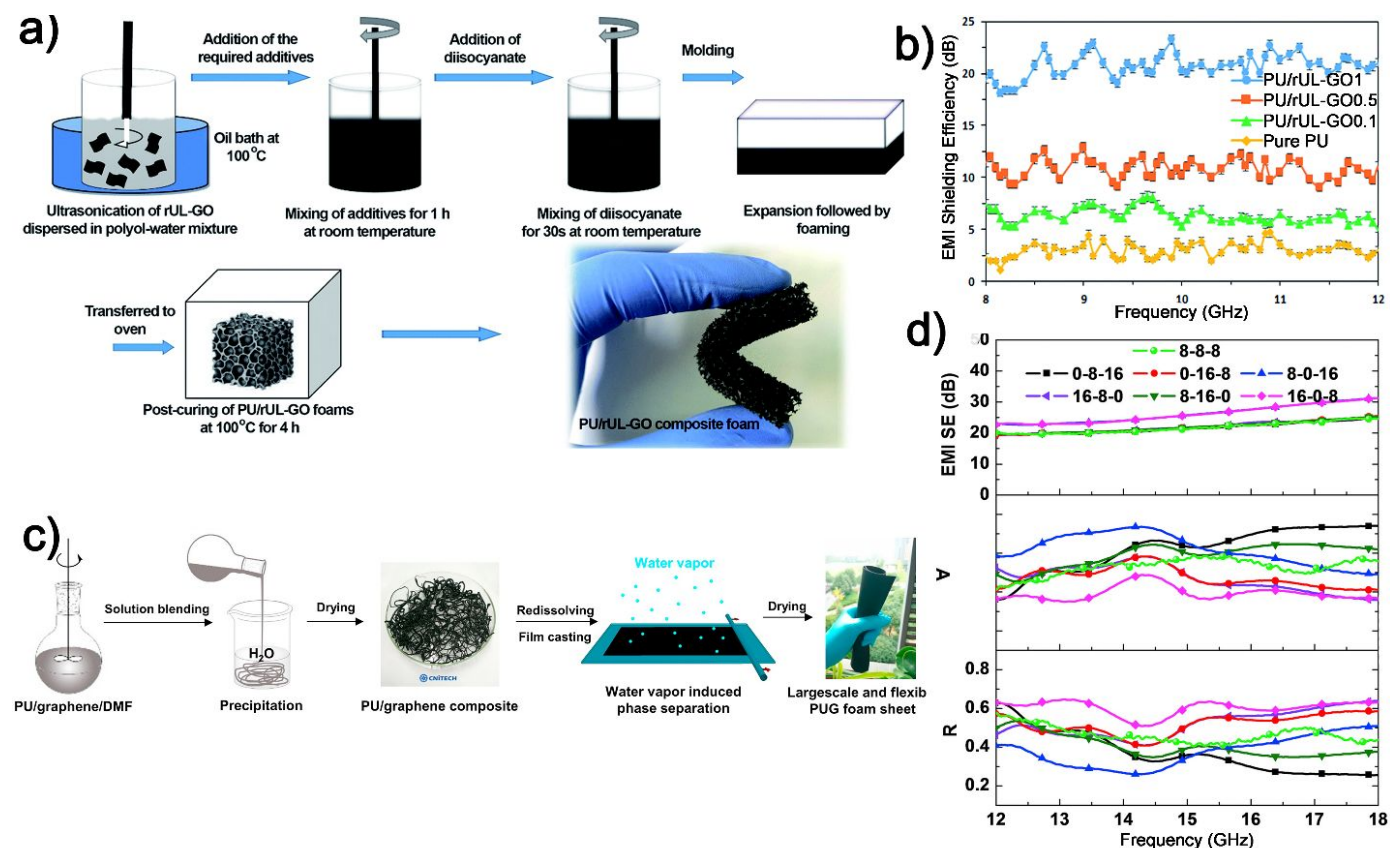 a)
Addition of the
required additives
Addition of
diisocyanate
Molding
Oil bath at
100°C
Ultrasonication of rUL-GO
dispersed in polyol-water mixture
Mixing of additives for 1 h
at room temperature
Mixing of diisocyanate
for 30s at room temperature
Expansion followed by
foaming
Transferred to
oven
Post-curing of PU/rUL-GO foams
at 100°C for 4 h
PU/rUL-GO composite foam
b)
EMI Shielding Efficiency (dB)
25
20
15
10
5
0
PU/rUL-GO1
PU/rUL-GO0.5
PU/rUL-GO0.1
Pure PU
8 9 10 11 12
Frequency (GHz)
c)
PU/graphene/DMF
Solution blending
H2O
Precipitation
Drying
CNITECH
PU/graphene composite
Redissolving
Film casting
Water vapor
Water vapor induced
phase separation
Drying
Largescale and flexib
PUG foam sheet
d)
EMI SE (dB)
50
40
30
20
10
0
8-8-8
0-8-16 0-16-8 8-0-16
16-8-0 8-16-0 16-0-8
A
R
0.8
0.6
0.4
0.2
12 13 14 15 16 17 18
Frequency (GHz)